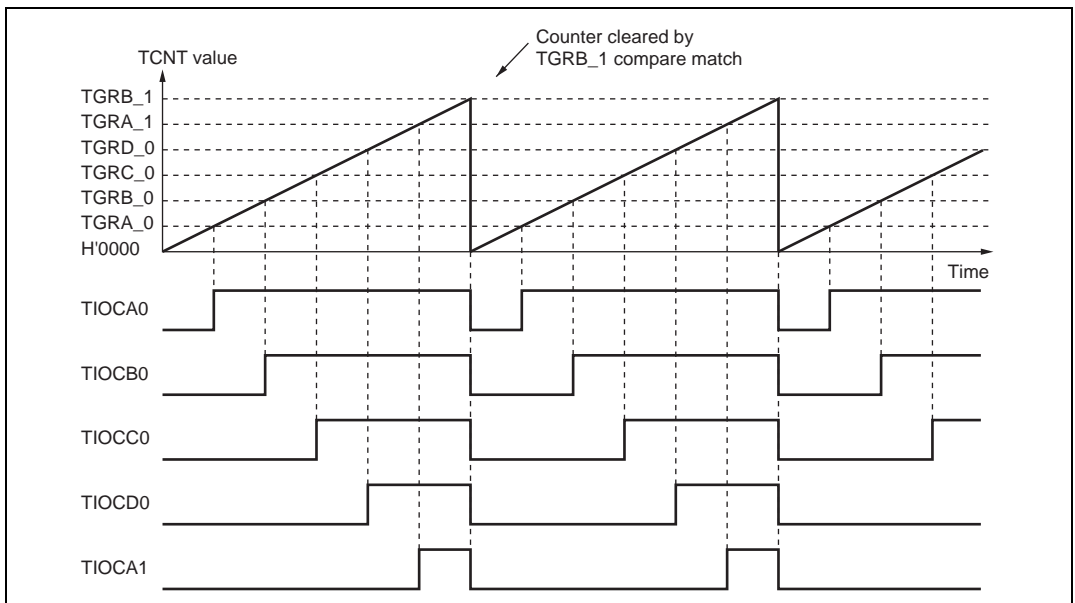 Counter cleared by
TGRB_1 compare match
TCNT value
TGRB_1
TGRA_1
TGRD_0
TGRC_0
TGRB_0
TGRA_0
H'0000
Time
TIOCA0
TIOCB0
TIOCC0
TIOCD0
TIOCA1